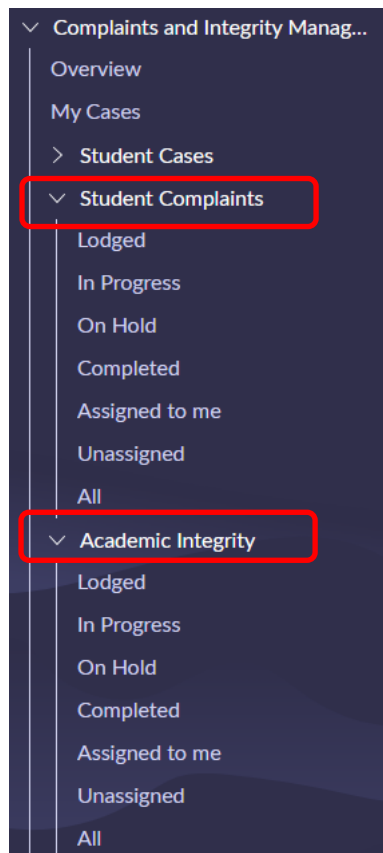 Complaints and Integrity Manag...
Overview
My Cases
Student Cases
Student Complaints
Lodged
In Progress
On Hold
Completed
Assigned to me
Unassigned
All
Academic Integrity
Lodged
In Progress
On Hold
Completed
Assigned to me
Unassigned
All